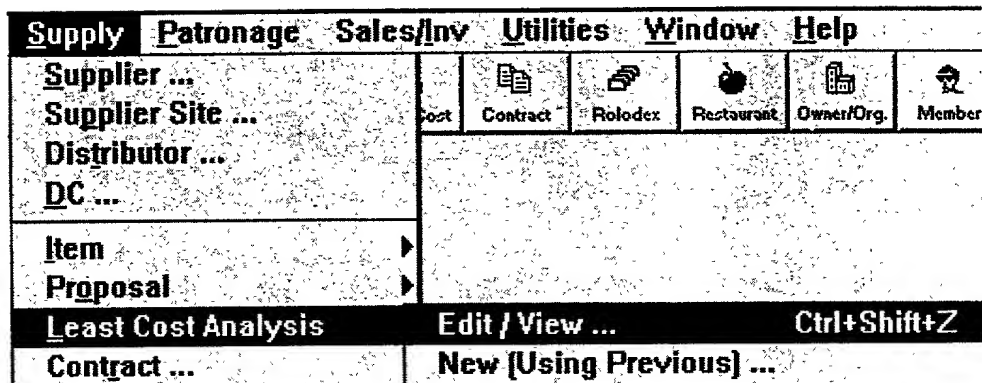 Supply Patronage Sales/Inv Utilities Window Help
Supplier ...
Supplier Site ...
Distributor ...
DC ...
Cost Contract Rolodex Restaurant Owner/Org. Member
Item
Proposal
Least Cost Analysis Edit / View ... Ctrl+Shift+Z
Contract ... New [Using Previous] ...